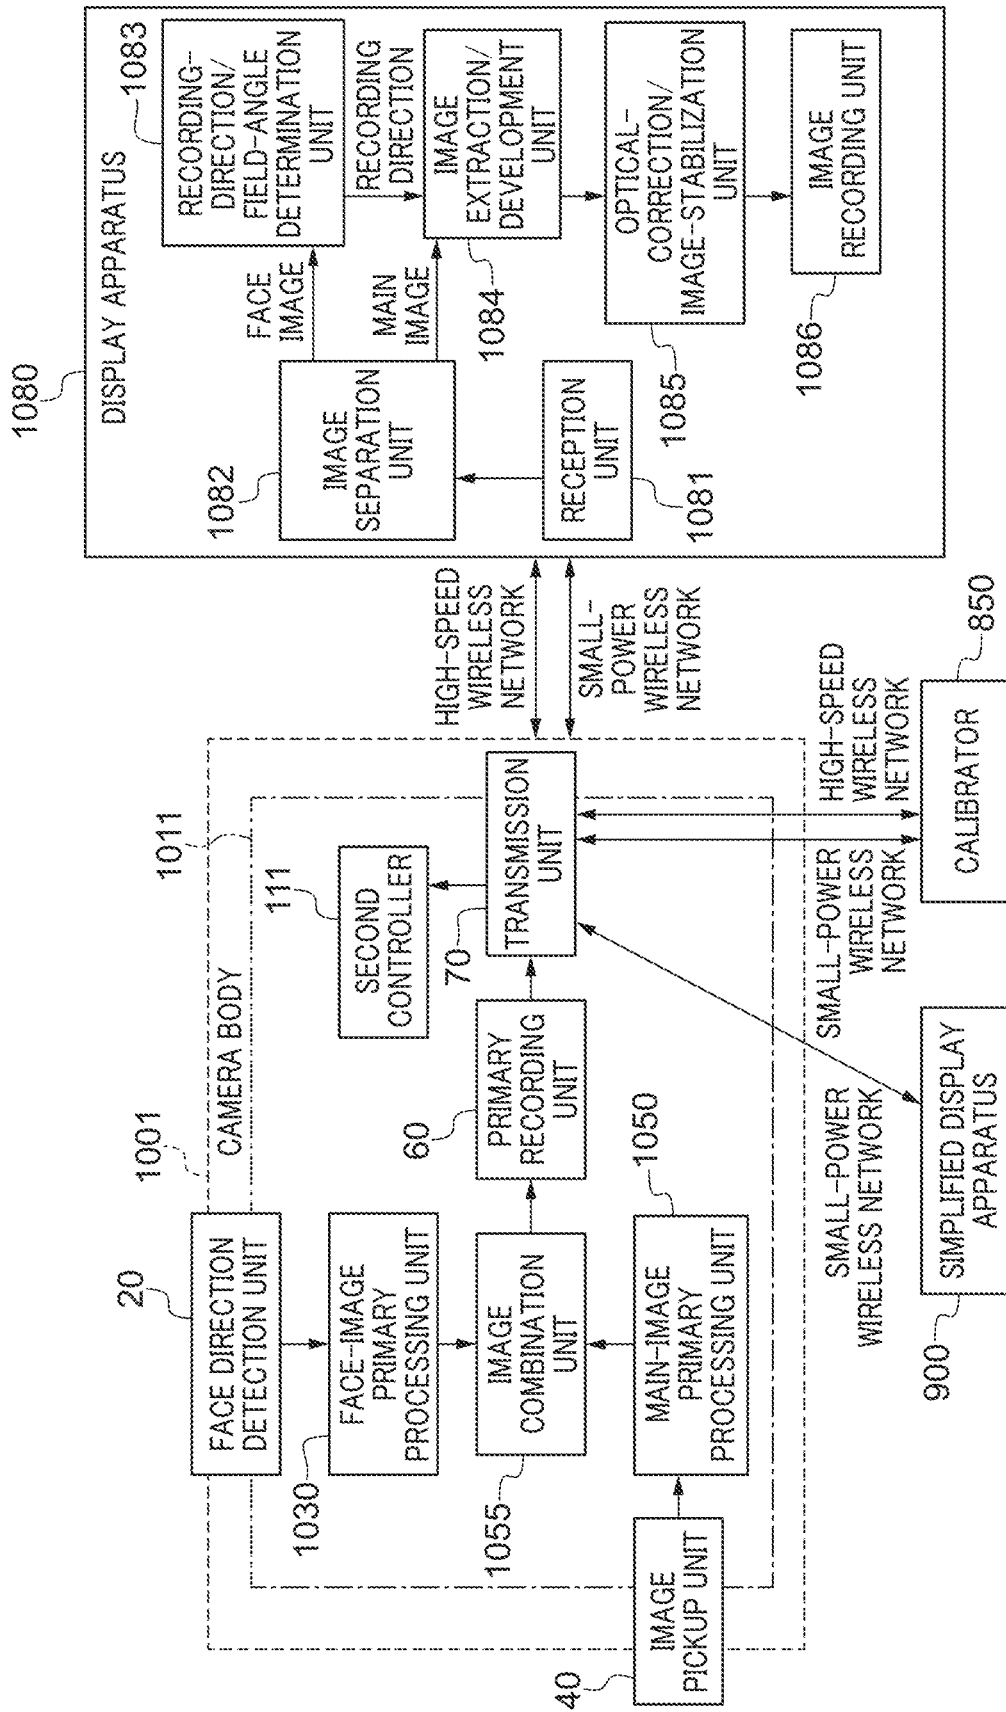 1080
DISPLAY APPARATUS
1083
RECORDING-
DIRECTION/
FIELD-ANGLE
DETERMINATION
UNIT
FACE
IMAGE
RECORDING
DIRECTION
1082
IMAGE
SEPARATION
UNIT
MAIN
IMAGE
IMAGE
EXTRACTION/
DEVELOPMENT
UNIT
1084
RECEPTION
UNIT
1081
OPTICAL-
CORRECTION/
IMAGE-STABILIZATION
UNIT
1085
IMAGE
RECORDING UNIT
1086
HIGH-SPEED
WIRELESS
NETWORK
SMALL-
POWER
WIRELESS
NETWORK
1001
1011
CAMERA BODY
20
FACE DIRECTION
DETECTION UNIT
111
SECOND
CONTROLLER
1030
FACE-IMAGE
PRIMARY
PROCESSING UNIT
60
PRIMARY
RECORDING
UNIT
70
TRANSMISSION
UNIT
1055
IMAGE
COMBINATION
UNIT
1050
MAIN-IMAGE
PRIMARY
PROCESSING UNIT
40
IMAGE
PICKUP UNIT
SMALL-POWER
WIRELESS NETWORK
SMALL-POWER
WIRELESS
NETWORK
HIGH-SPEED
WIRELESS
NETWORK
900
SIMPLIFIED DISPLAY
APPARATUS
850
CALIBRATOR